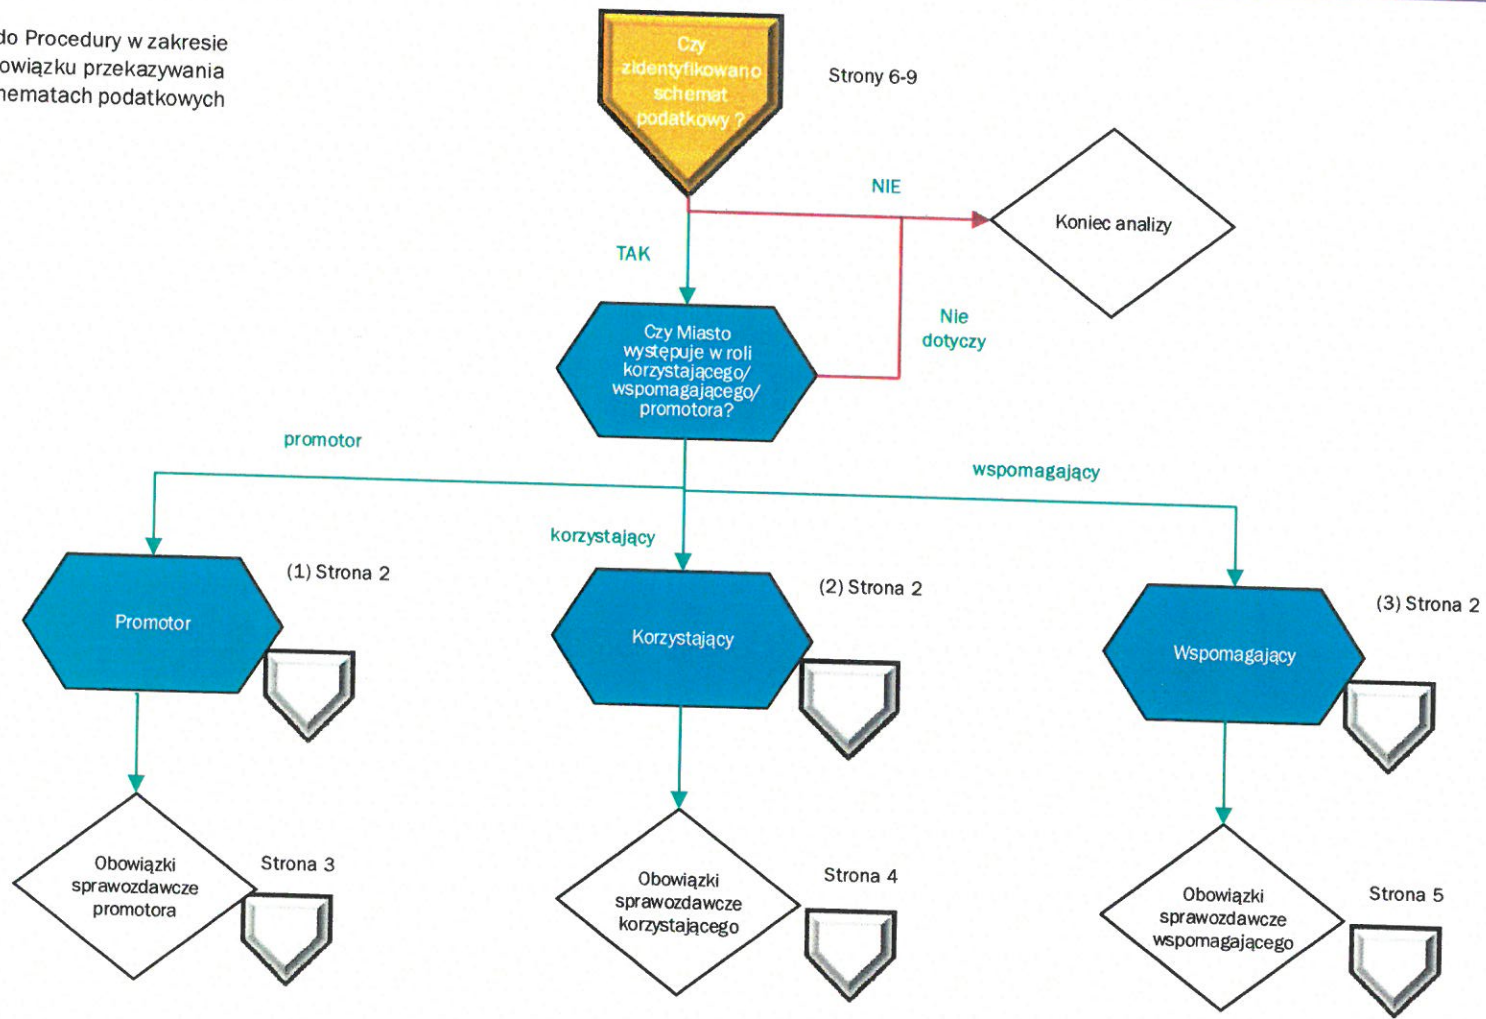 do Procedury w zakresie
owiązku przekazywania
hematach podatkowych
Czy
zidentyfikowano
schemat
podatkowy ?
Strony 6-9
NIE
Koniec analizy
TAK
Nie
dotyczy
Czy Miasto
występuje w roli
korzystającego/
wspomagającego/
promotora?
promotor
wspomagający
korzystający
(1) Strona 2
(2) Strona 2
(3) Strona 2
Promotor
Korzystający
Wspomagający
Obowiązki
sprawozdawcze
promotora
Strona 3
Obowiązki
sprawozdawcze
korzystającego
Strona 4
Obowiązki
sprawozdawcze
wspomagającego
Strona 5